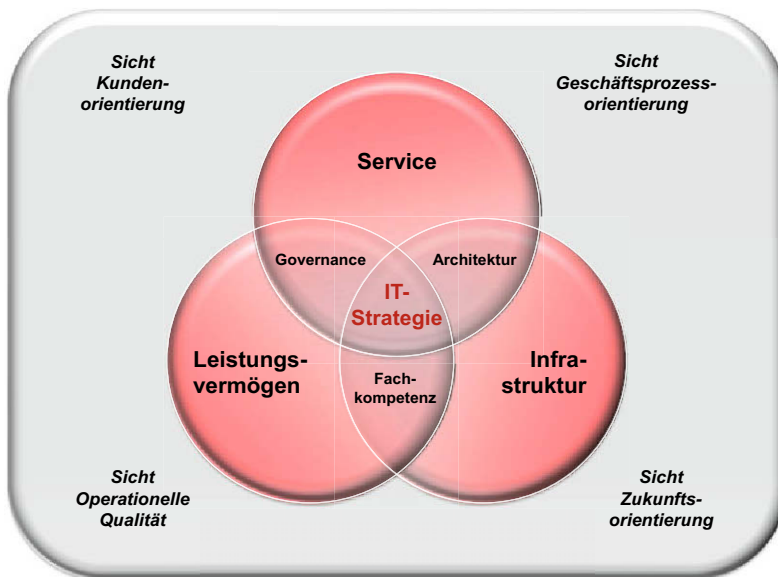 Sicht
Kunden-
orientierung
Sicht
Geschäftsprozess-
orientierung
Service
Governance
Architektur
IT-
Strategie
Leistungs-
vermögen
Infra-
struktur
Fach-
kompetenz
Sicht
Operationelle
Qualität
Sicht
Zukunfts-
orientierung